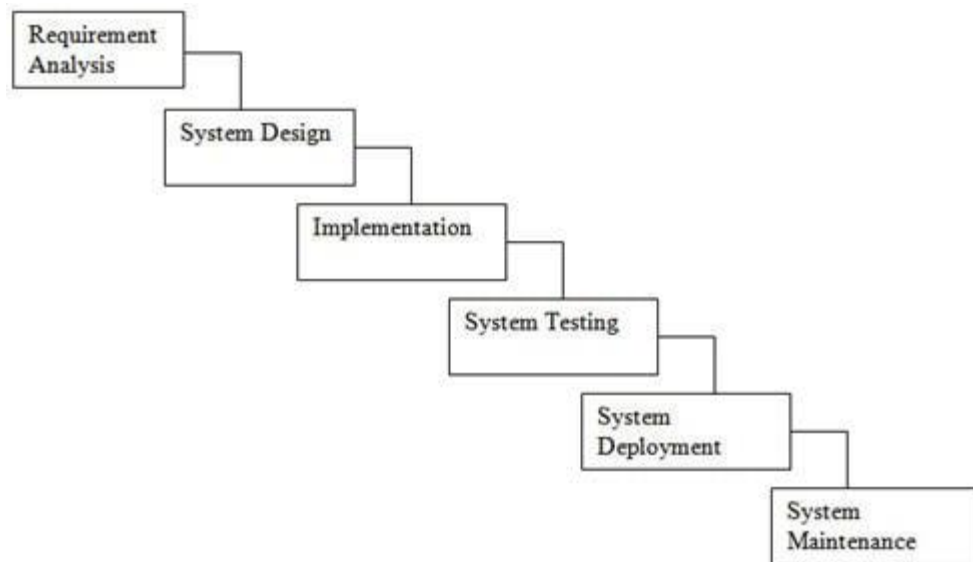 Requirement
Analysis
System Design
Implementation
System Testing
System
Deployment
System
Maintenance